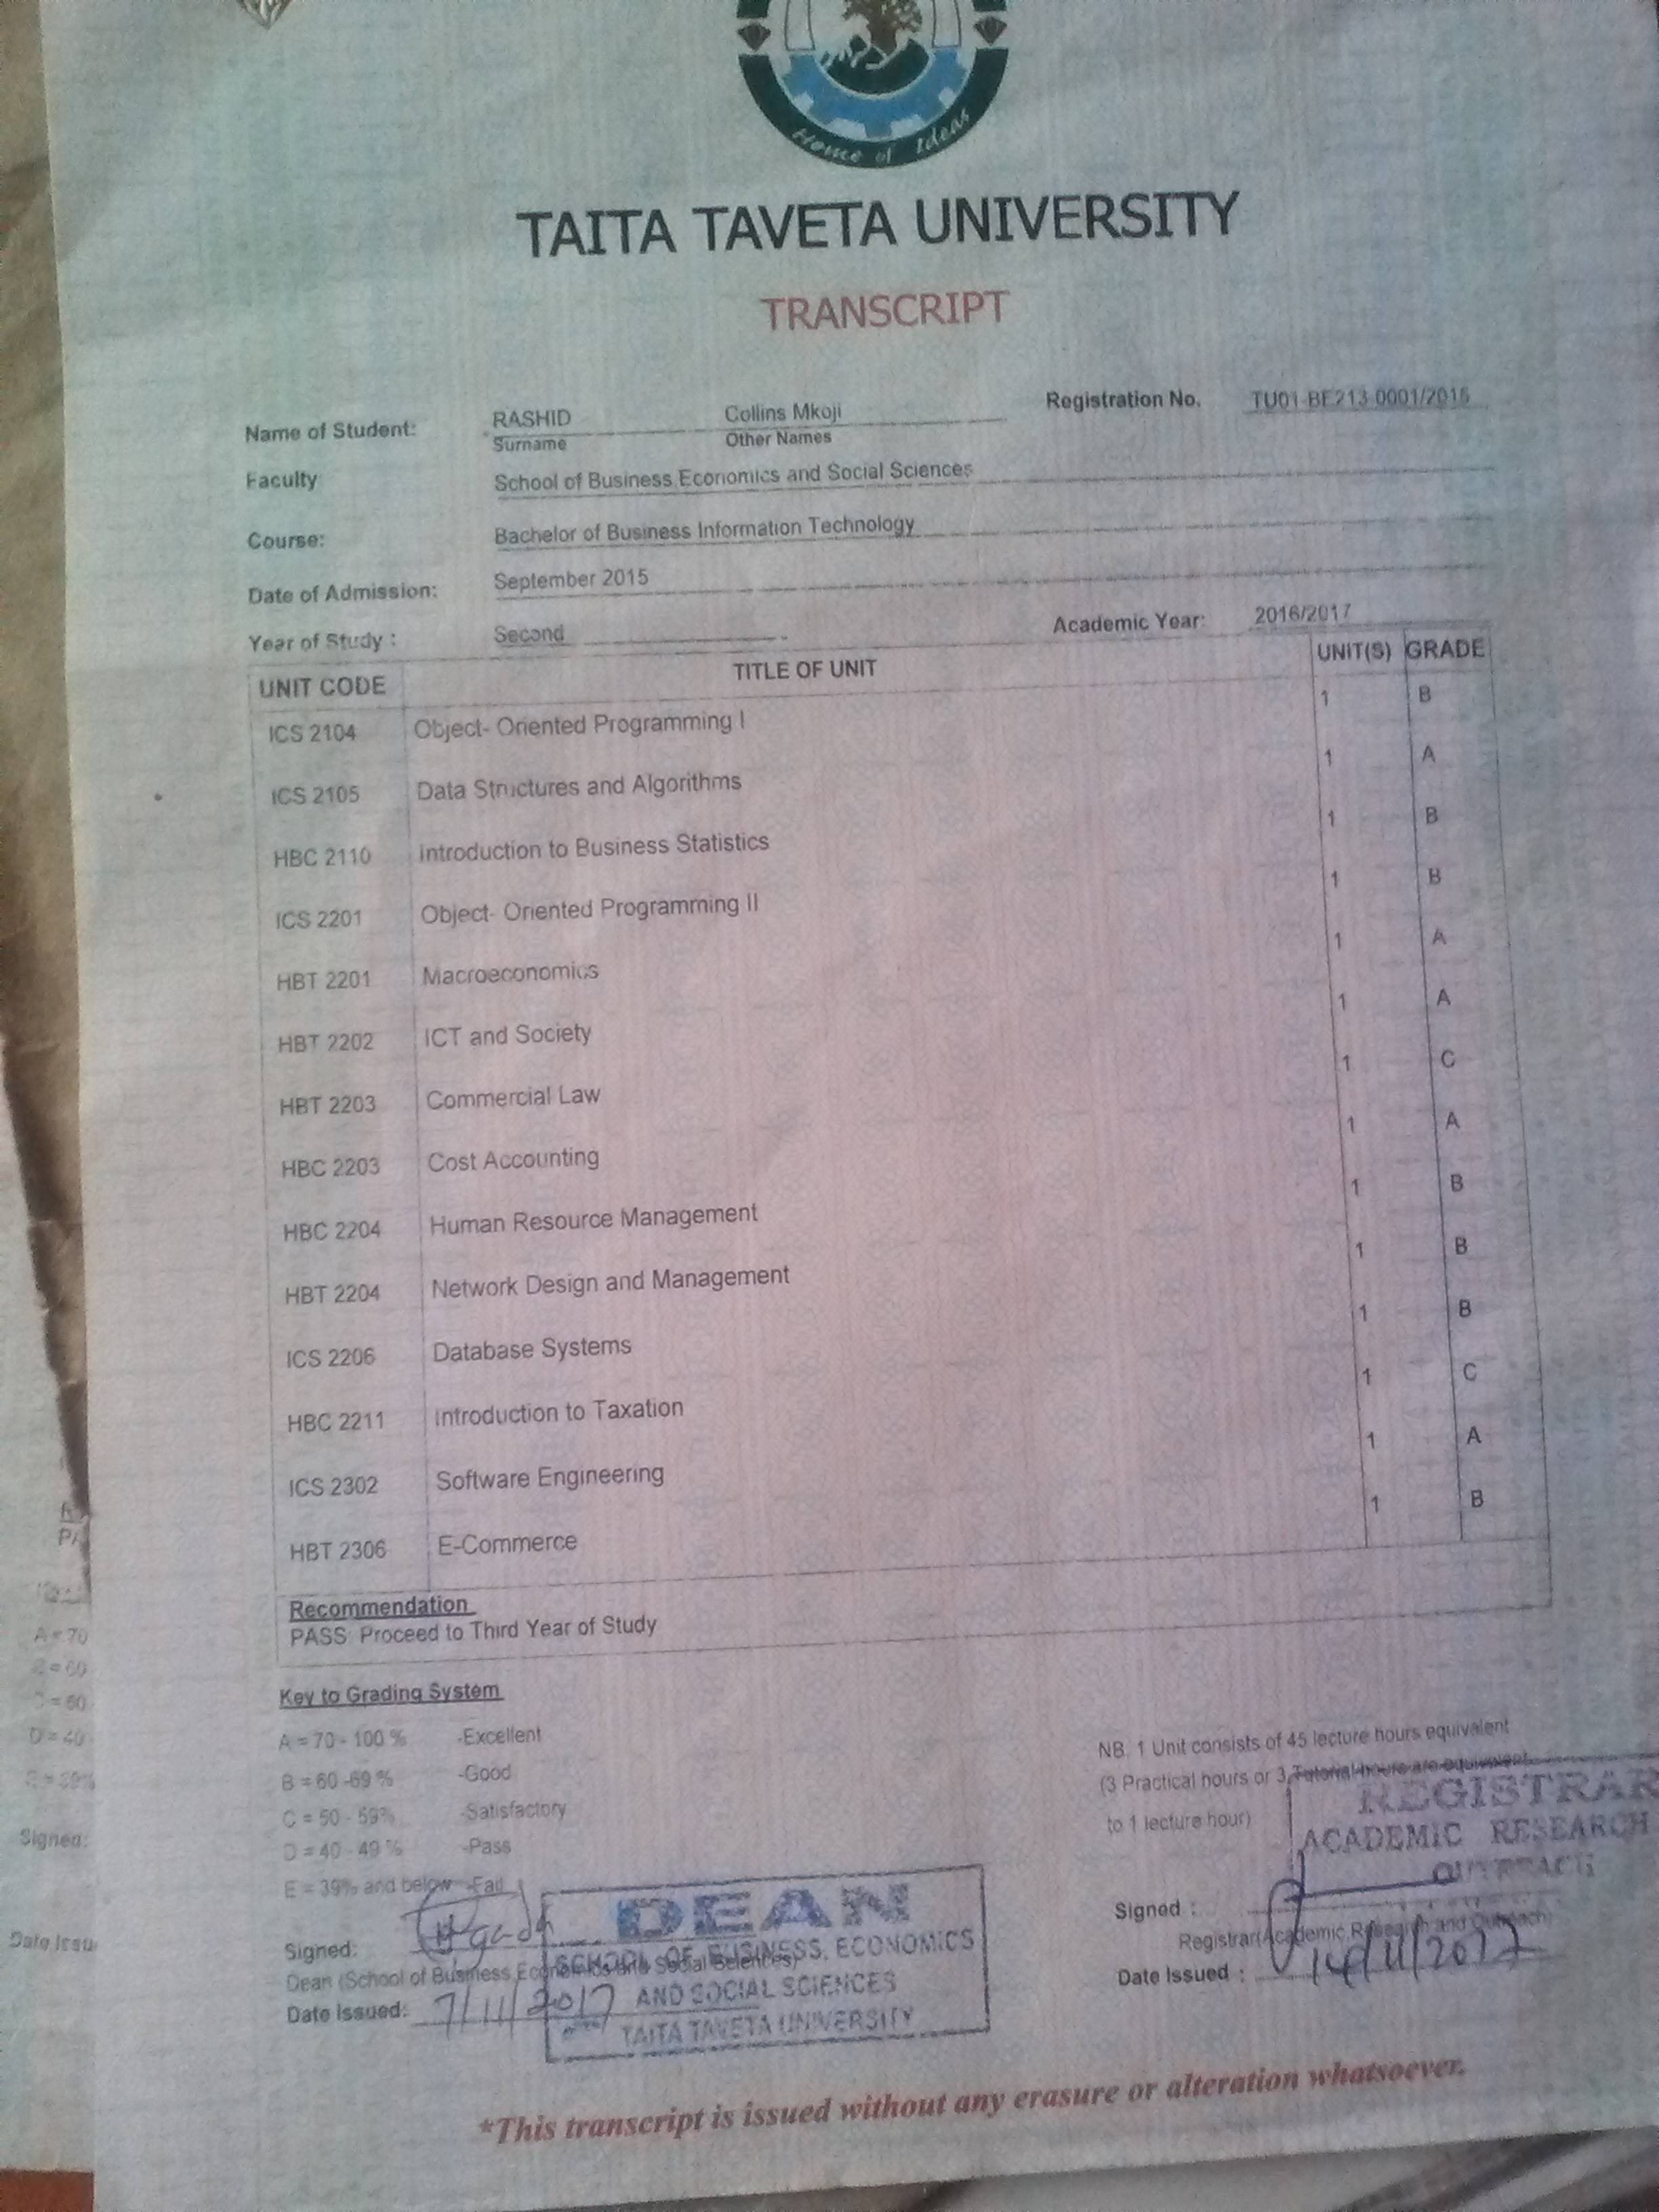 Home of Ideas
TAITA TAVETA UNIVERSITY
TRANSCRIPT
Name of Student: RASHID Collins Mkoji Registration No. TU01-BE213-0001/2015
Surname Other Names
Faculty School of Business Economics and Social Sciences
Course: Bachelor of Business Information Technology
Date of Admission: September 2015
Year of Study : Second Academic Year: 2016/2017
UNIT CODE TITLE OF UNIT UNIT(S) GRADE
ICS 2104 Object- Oriented Programming I 1 B
ICS 2105 Data Structures and Algorithms 1 A
HBC 2110 Introduction to Business Statistics 1 B
ICS 2201 Object- Oriented Programming II 1 B
HBT 2201 Macroeconomics 1 A
HBT 2202 ICT and Society 1 A
HBT 2203 Commercial Law 1 C
HBC 2203 Cost Accounting 1 A
HBC 2204 Human Resource Management 1 B
HBT 2204 Network Design and Management 1 B
ICS 2206 Database Systems 1 B
HBC 2211 Introduction to Taxation 1 C
ICS 2302 Software Engineering 1 A
HBT 2306 E-Commerce 1 B
Recommendation
PASS: Proceed to Third Year of Study
Key to Grading System
A = 70 - 100 % -Excellent
B = 60 -69 % -Good
C = 50 - 59% -Satisfactory
D = 40 - 49 % -Pass
E = 39% and below -Fail
NB. 1 Unit consists of 45 lecture hours equivalent
(3 Practical hours or 3 Tutorial hours are equivalent
to 1 lecture hour)
REGISTRAR
ACADEMIC RESEARCH
OUTREACH
Signed:
Dean (School of Business, Economics and Social Sciences)
Date Issued: 7/11/2017
DEAN
SCHOOL OF BUSINESS, ECONOMICS
AND SOCIAL SCIENCES
TAITA TAVETA UNIVERSITY
Signed :
Registrar(Academic, Research and Outreach)
Date Issued : 14/11/2017
*This transcript is issued without any erasure or alteration whatsoever.
A = 70
D = 40
Signed:
Date Issu